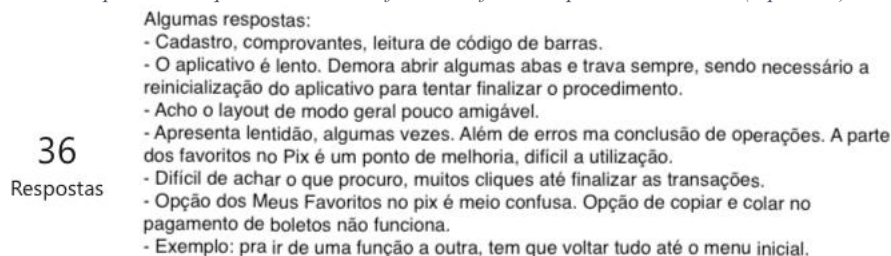 Algumas respostas:
- Cadastro, comprovantes, leitura de código de barras.
- O aplicativo é lento. Demora abrir algumas abas e trava sempre, sendo necessário a
reinicialização do aplicativo para tentar finalizar o procedimento.
- Acho o layout de modo geral pouco amigável.
- Apresenta lentidão, algumas vezes. Além de erros ma conclusão de operações. A parte
dos favoritos no Pix é um ponto de melhoria, difícil a utilização.
- Difícil de achar o que procuro, muitos cliques até finalizar as transações.
- Opção dos Meus Favoritos no pix é meio confusa. Opção de copiar e colar no
pagamento de boletos não funciona.
- Exemplo: pra ir de uma função a outra, tem que voltar tudo até o menu inicial.
36
Respostas